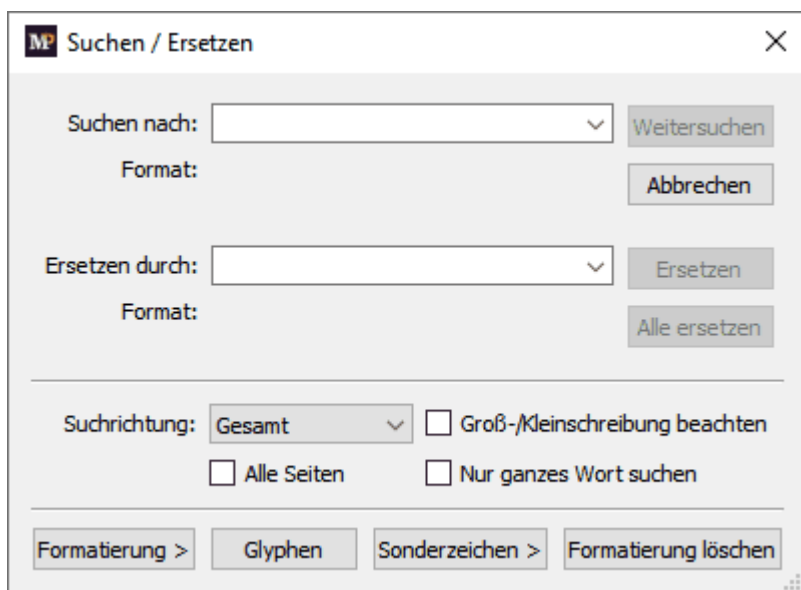 MP Suchen / Ersetzen
Suchen nach: Weitersuchen
Format:
Abbrechen
Ersetzen durch: Ersetzen
Format:
Alle ersetzen
Suchrichtung: Gesamt Groß-/Kleinschreibung beachten
Alle Seiten Nur ganzes Wort suchen
Formatierung > Glyphen Sonderzeichen > Formatierung löschen